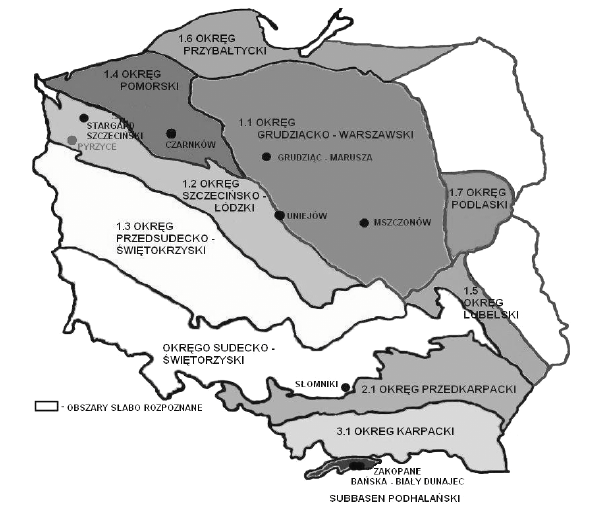 1.6 OKRĘG
PRZYBAŁTYCKI
1.4 OKRĘG
POMORSKI
1.1 OKRĘG
GRUDZIĄCKO - WARSZAWSKI
STARGARD
SZCZECIŃSKI
PYRZYCE
CZARNKÓW
GRUDZIĄC - MARUSZA
1.2 OKRĘG
SZCZECIŃSKO -
ŁÓDZKI
1.7 OKRĘG
PODLASKI
UNIEJÓW
MSZCZONÓW
1.3 OKRĘG
PRZEDSUDECKO -
ŚWIĘTOKRZYSKI
1.5
OKRĘG
LUBELSKI
OKRĘGO SUDECKO -
ŚWIĘTORZYSKI
SŁOMNIKI
2.1 OKRĘG PRZEDKARPACKI
- OBSZARY SŁABO ROZPOZNANE
3.1 OKRĘG KARPACKI
ZAKOPANE
BAŃSKA - BIAŁY DUNAJEC
SUBBASEN PODHALAŃSKI